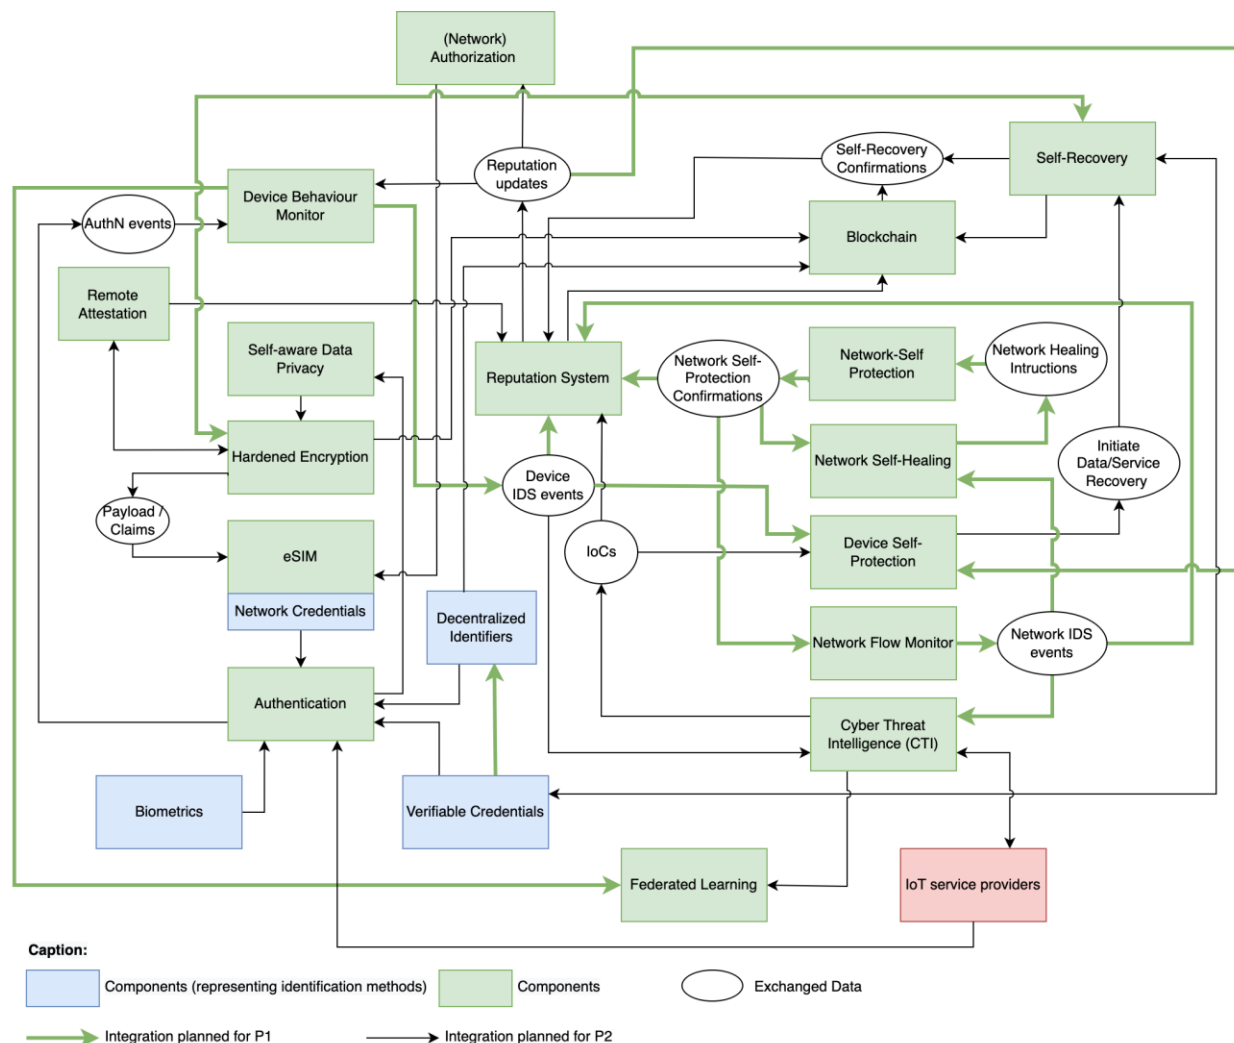 (Network)
Authorization
Self-Recovery
Confirmations
Self-Recovery
Reputation
updates
Device Behaviour
Monitor
AuthN events
Blockchain
Remote
Attestation
Self-aware Data
Privacy
Reputation System
Network Self-
Protection
Confirmations
Network-Self
Protection
Network Healing
Intructions
Hardened Encryption
Network Self-Healing
Initiate
Data/Service
Recovery
Device
IDS events
Payload /
Claims
eSIM
IoCs
Device Self-
Protection
Network Credentials
Decentralized
Identifiers
Network Flow Monitor
Network IDS
events
Authentication
Cyber Threat
Intelligence (CTI)
Biometrics
Verifiable Credentials
Federated Learning
IoT service providers
Caption:
Components (representing identification methods)
Components
Exchanged Data
Integration planned for P1
Integration planned for P2